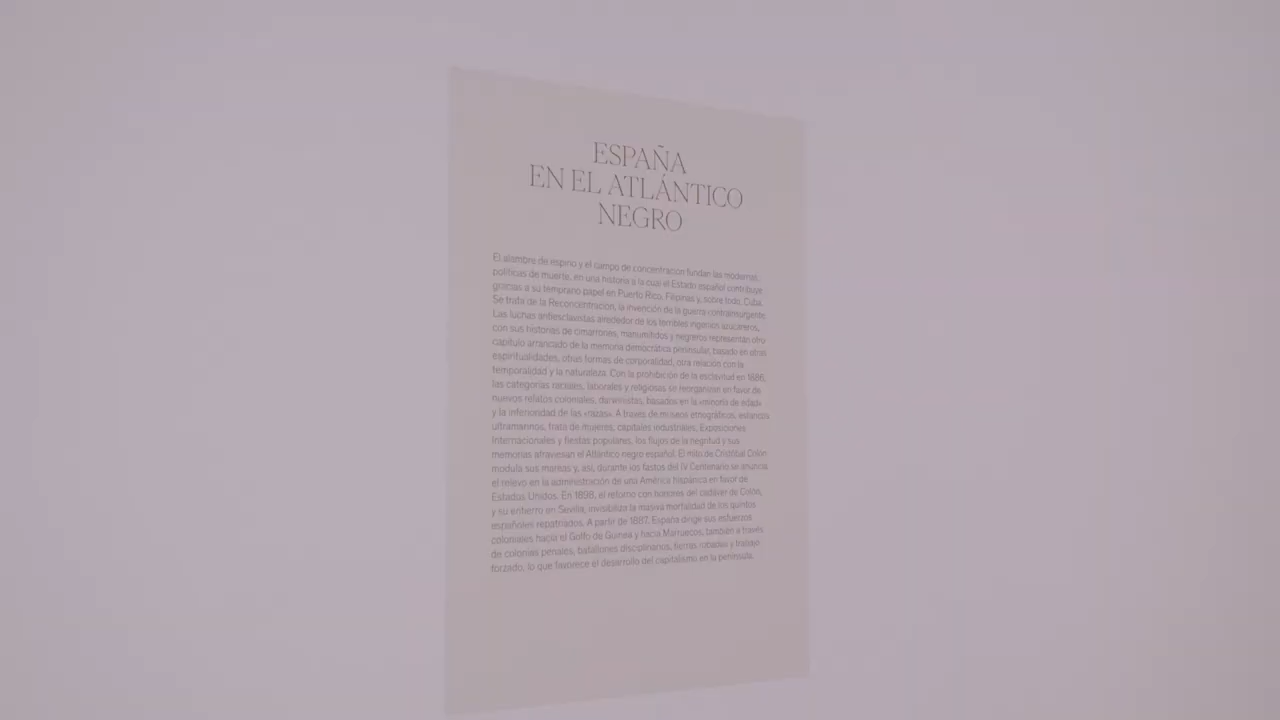 ESPAÑA
EN EL ATLÁNTICO
NEGRO
El alambre de espino y el campo de concentración fundan las modernas
políticas de muerte, en una historia a la cual el Estado español contribuye
gracias a su temprano papel en Puerto Rico, Filipinas y, sobre todo, Cuba.
Se trata de la Reconcentración, la invención de la guerra contrainsurgente.
Las luchas antiesclavistas alrededor de los terribles ingenios azucareros,
con sus historias de cimarrones, manumitidos y negreros representan otro
capítulo arrancado de la memoria democrática peninsular, basado en otras
espiritualidades, otras formas de corporalidad, otra relación con la
temporalidad y la naturaleza. Con la prohibición de la esclavitud en 1886,
las categorías raciales, laborales y religiosas se reorganizan en favor de
nuevos relatos coloniales, darwinistas, basados en la «minoría de edad»
y la inferioridad de las «razas». A través de museos etnográficos, estancos
ultramarinos, trata de mujeres, capitales industriales, Exposiciones
Internacionales y fiestas populares, los flujos de la negritud y sus
memorias atraviesan el Atlántico negro español. El mito de Cristóbal Colón
modula sus mareas y, así, durante los fastos del IV Centenario se anuncia
el relevo en la administración de una América hispánica en favor de
Estados Unidos. En 1898, el retorno con honores del cadáver de Colón,
y su entierro en Sevilla, invisibiliza la masiva mortalidad de los quintos
españoles repatriados. A partir de 1887, España dirige sus esfuerzos
coloniales hacia el Golfo de Guinea y hacia Marruecos, también a través
de colonias penales, batallones disciplinarios, tierras robadas y trabajo
forzado, lo que favorece el desarrollo del capitalismo en la península.